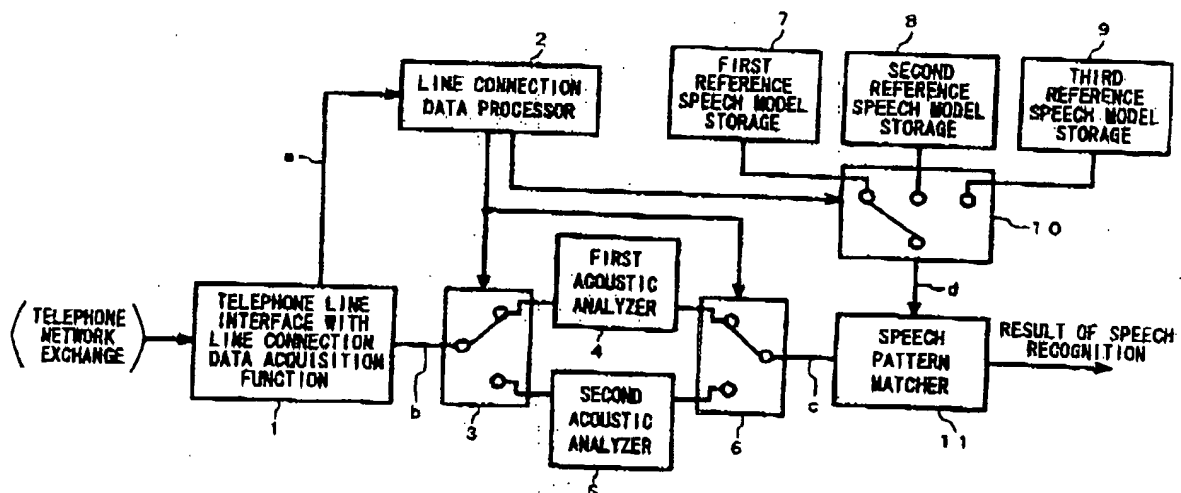 2
LINE CONNECTION
DATA PROCESSOR
7
FIRST
REFERENCE
SPEECH MODEL
STORAGE
8
SECOND
REFERENCE
SPEECH MODEL
STORAGE
9
THIRD
REFERENCE
SPEECH MODEL
STORAGE
a
10
d
TELEPHONE
NETWORK
EXCHANGE
TELEPHONE LINE
INTERFACE WITH
LINE CONNECTION
DATA ACQUISITION
FUNCTION
1
b
3
FIRST
ACOUSTIC
ANALYZER
4
SECOND
ACOUSTIC
ANALYZER
5
6
c
SPEECH
PATTERN
MATCHER
11
RESULT OF SPEECH
RECOGNITION